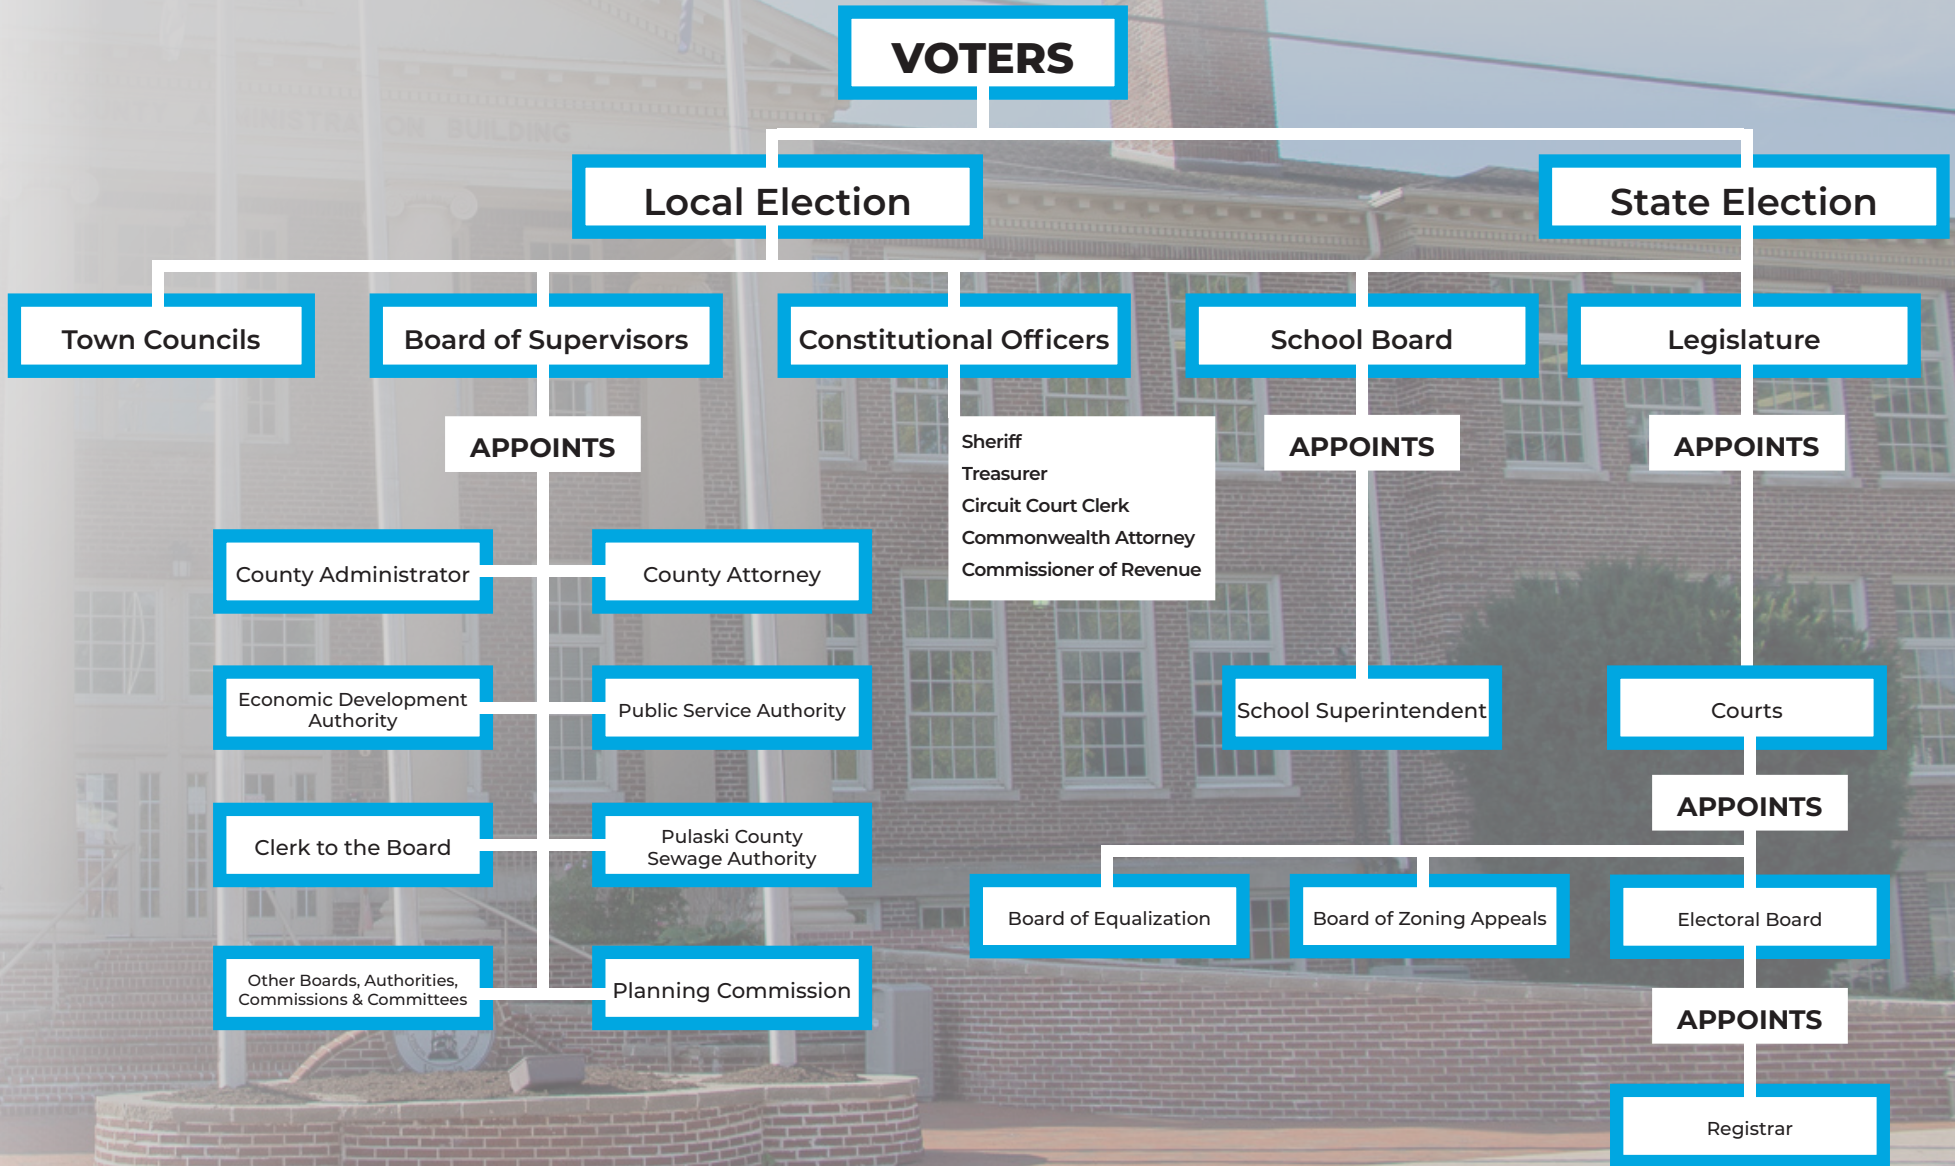 VOTERS
Local Election
State Election
Town Councils
Board of Supervisors
Constitutional Officers
School Board
Legislature
APPOINTS
Sheriff
Treasurer
Circuit Court Clerk
Commonwealth Attorney
Commissioner of Revenue
APPOINTS
APPOINTS
County Administrator
County Attorney
Economic Development
Authority
Public Service Authority
School Superintendent
Courts
Clerk to the Board
Pulaski County
Sewage Authority
APPOINTS
Board of Equalization
Board of Zoning Appeals
Electoral Board
Other Boards, Authorities,
Commissions & Committees
Planning Commission
APPOINTS
Registrar
ADMINISTRATION BUILDING